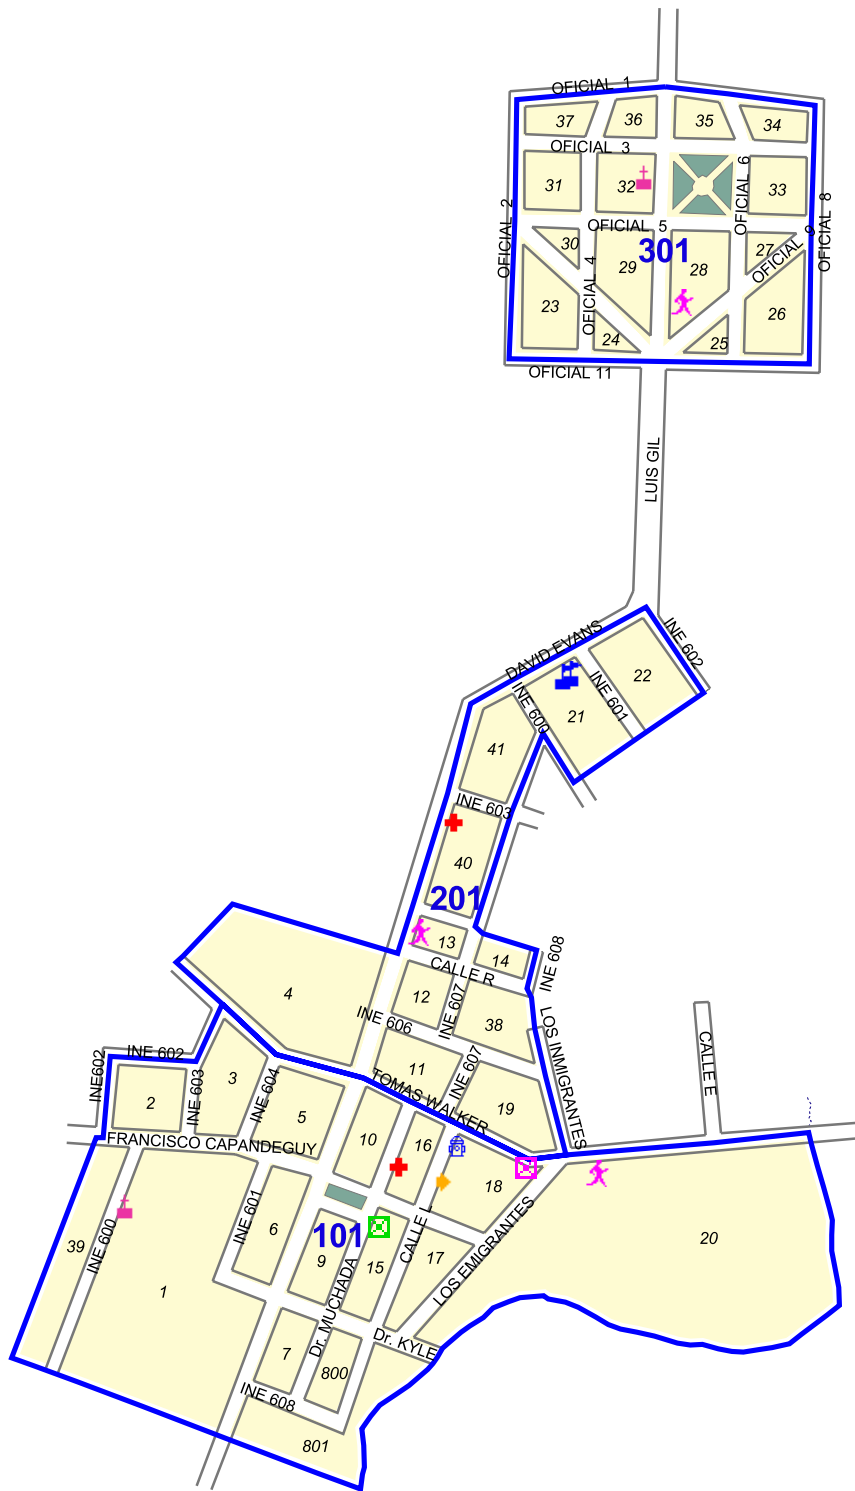 OFICIAL 1
37
36
35
34
OFICIAL 3
31
32
OFICIAL 6
33
OFICIAL 2
OFICIAL 8
OFICIAL 5
30
301
27
OFICIAL 9
29
28
OFICIAL 4
23
26
24
25
OFICIAL 11
LUIS GIL
DAVID EVANS
INE 602
22
INE 600
INE 601
21
41
INE 603
40
201
13
14
INE 608
CALLE R
4
12
INE 607
INE 606
38
LOS INMIGRANTES
INE602
INE 602
11
INE 607
CALLE E
3
INE 604
TOMAS WALKER
2
INE 603
5
19
FRANCISCO CAPANDEGUY
10
16
18
39
INE 600
INE 601
6
101
CALLE L
LOS EMIGRANTES
20
1
9
Dr. MUCHADA
15
17
7
Dr. KYLE
800
INE 608
801